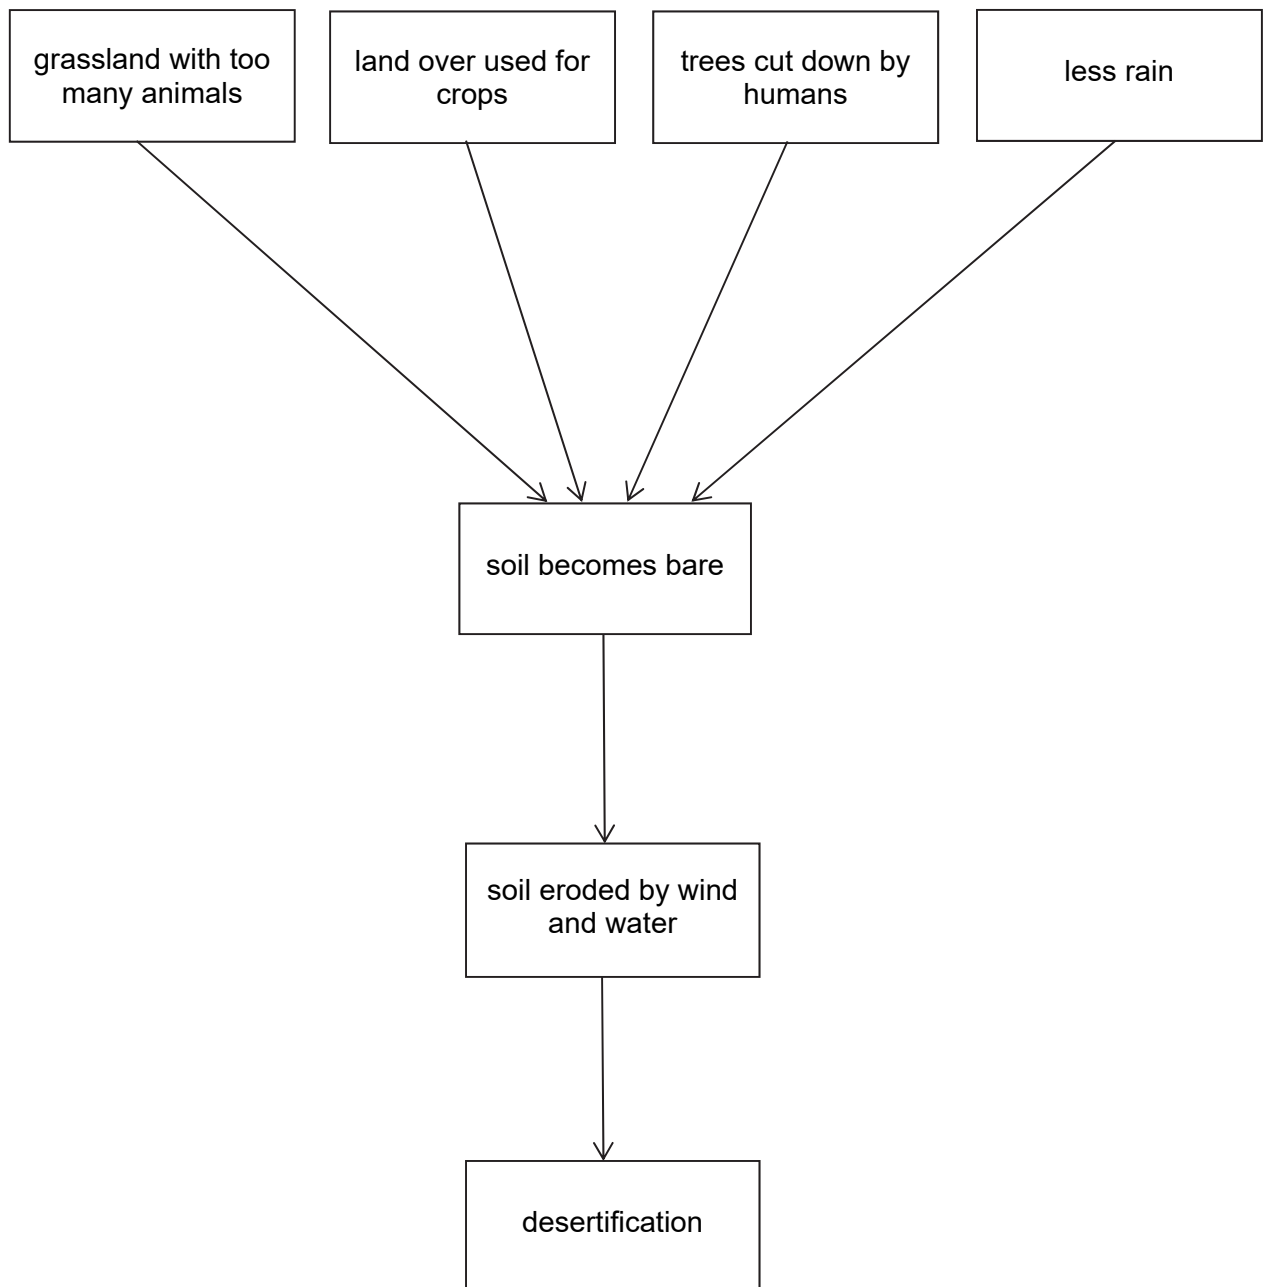 grassland with too
many animals
land over used for
crops
trees cut down by
humans
less rain
soil becomes bare
soil eroded by wind
and water
desertification